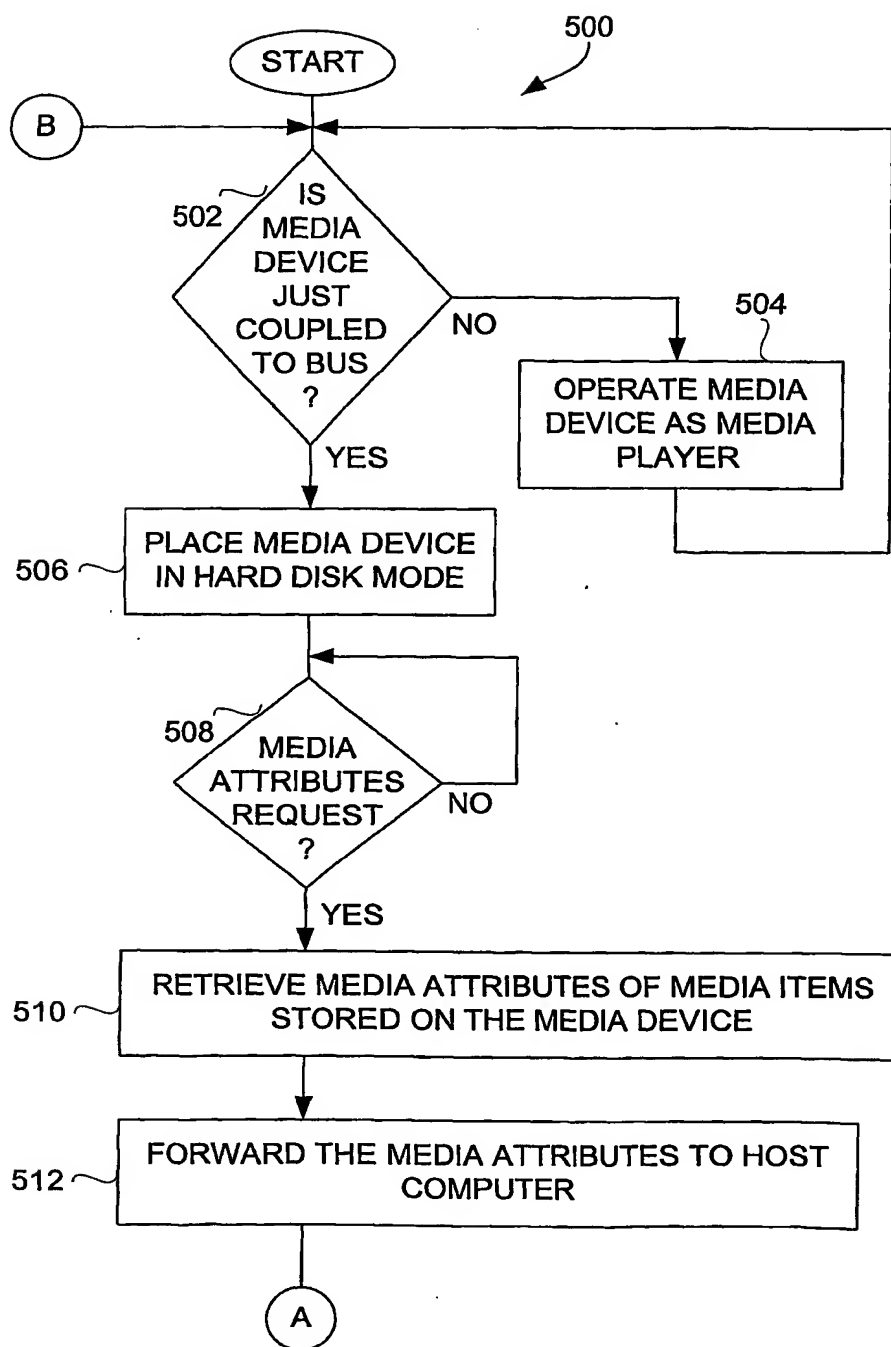 500
START
B
502
IS
MEDIA
DEVICE
JUST
COUPLED
TO BUS
?
NO
504
OPERATE MEDIA
DEVICE AS MEDIA
PLAYER
YES
506
PLACE MEDIA DEVICE
IN HARD DISK MODE
508
MEDIA
ATTRIBUTES
REQUEST
?
NO
YES
510
RETRIEVE MEDIA ATTRIBUTES OF MEDIA ITEMS
STORED ON THE MEDIA DEVICE
512
FORWARD THE MEDIA ATTRIBUTES TO HOST
COMPUTER
A